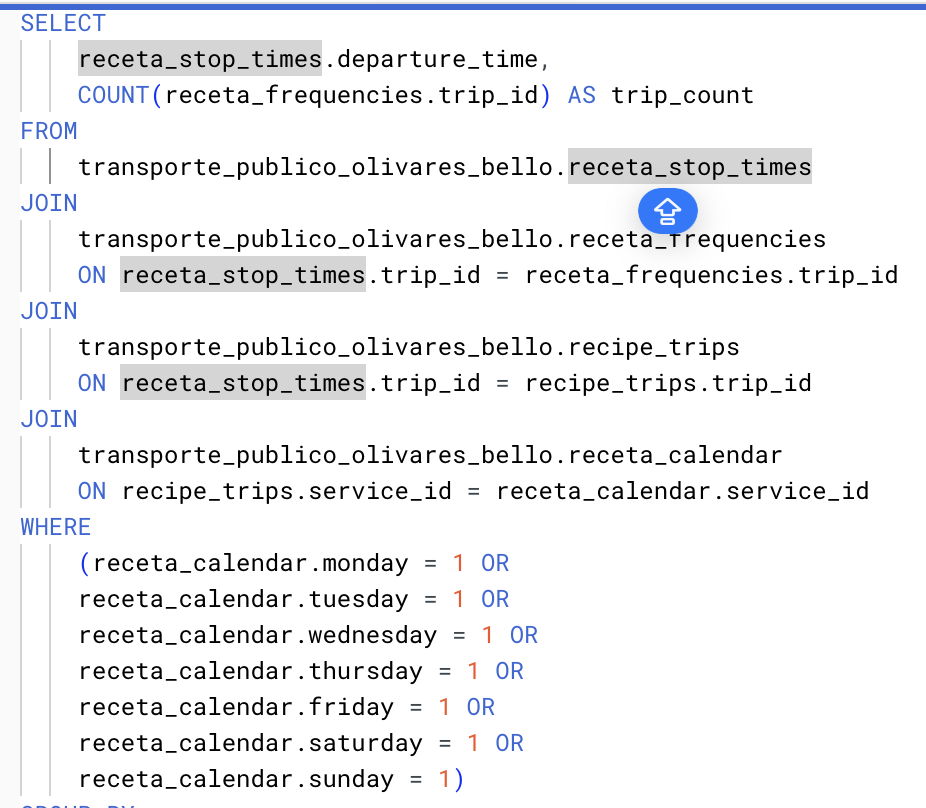 SELECT
receta_stop_times.departure_time,
COUNT(receta_frequencies.trip_id) AS trip_count
FROM
transporte_publico_olivares_bello.receta_stop_times
JOIN
transporte_publico_olivares_bello.receta_frequencies
ON receta_stop_times.trip_id = receta_frequencies.trip_id
JOIN
transporte_publico_olivares_bello.recipe_trips
ON receta_stop_times.trip_id = recipe_trips.trip_id
JOIN
transporte_publico_olivares_bello.receta_calendar
ON recipe_trips.service_id = receta_calendar.service_id
WHERE
(receta_calendar.monday = 1 OR
receta_calendar.tuesday = 1 OR
receta_calendar.wednesday = 1 OR
receta_calendar.thursday = 1 OR
receta_calendar.friday = 1 OR
receta_calendar.saturday = 1 OR
receta_calendar.sunday = 1)